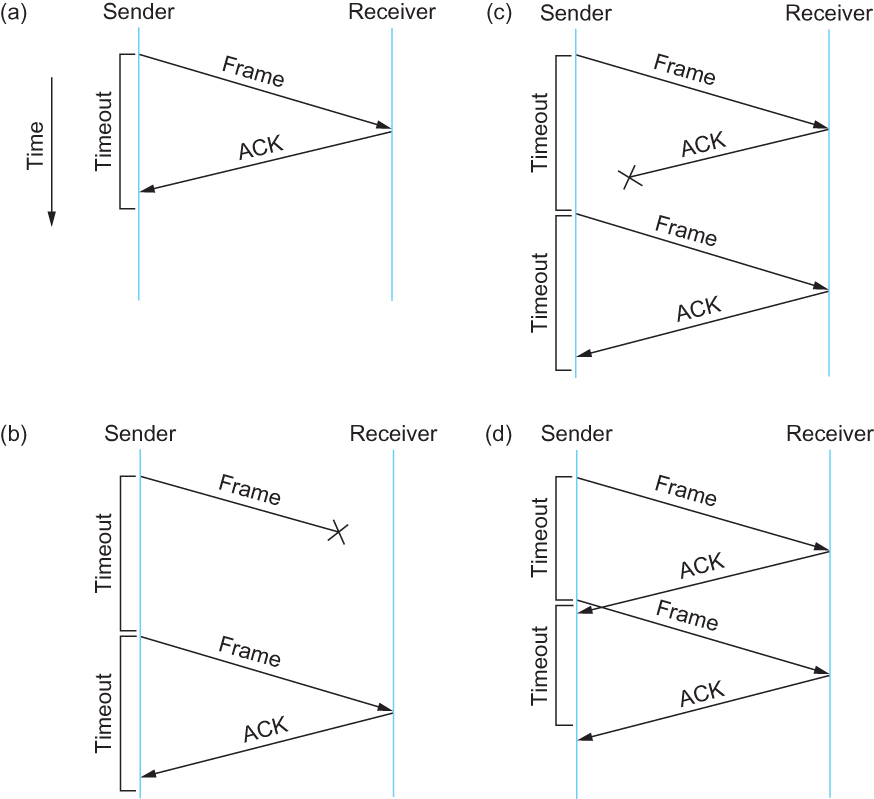 (a)
Sender
Receiver
Time
Timeout
Frame
ACK
(c)
Sender
Receiver
Timeout
Frame
ACK
Timeout
Frame
ACK
(b)
Sender
Receiver
Timeout
Frame
Timeout
Frame
ACK
(d)
Sender
Receiver
Timeout
Frame
ACK
Timeout
Frame
ACK